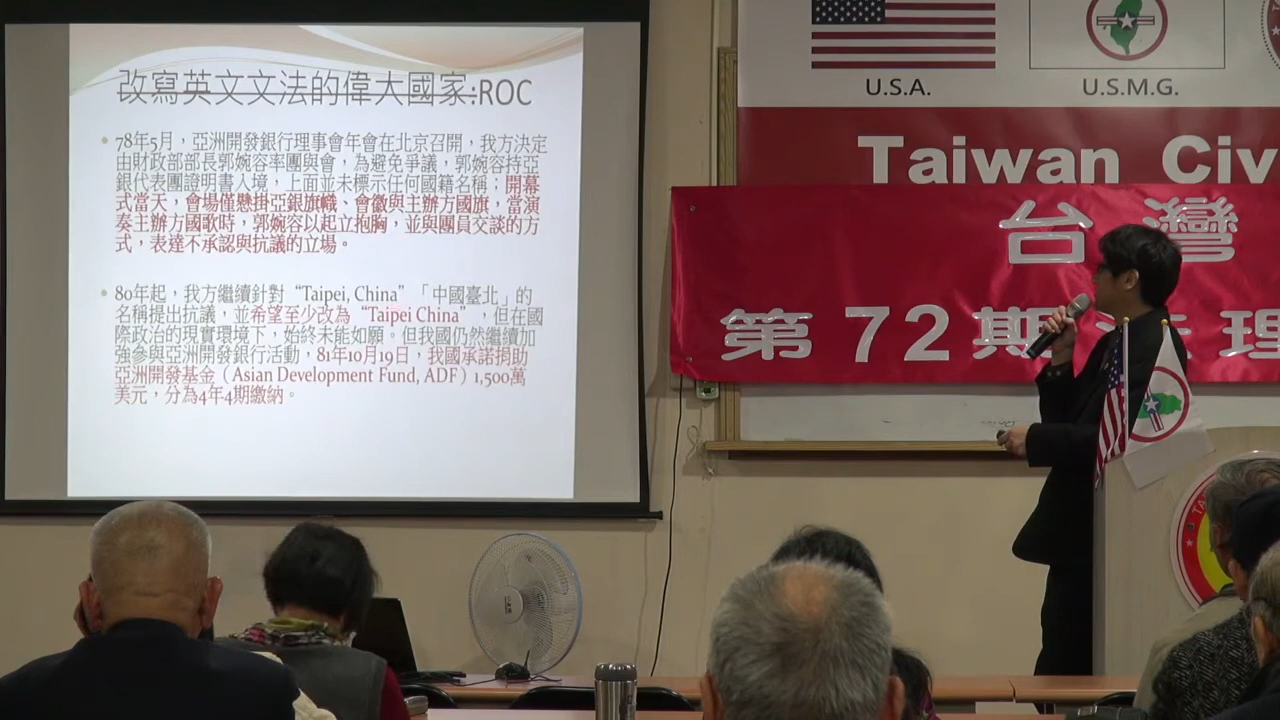 改寫英文文法的偉大國家:ROC
78年5月，亞洲開發銀行理事會年會在北京召開，我方決定
由財政部部長郭婉容率團與會，為避免爭議，郭婉容持亞
銀代表團證明書入境，上面並未標示任何國籍名稱；開幕
式當天，會場僅懸掛亞銀旗幟、會徽與主辦方國旗，當演
奏主辦方國歌時，郭婉容以起立抱胸，並與團員交談的方
式，表達不承認與抗議的立場。
80年起，我方繼續針對“Taipei, China”「中國臺北」的
名稱提出抗議，並希望至少改為“Taipei China”，但在國
際政治的現實環境下，始終未能如願。但我國仍然繼續加
強參與亞洲開發銀行活動，81年10月19日，我國承諾捐助
亞洲開發基金（Asian Development Fund, ADF）1,500萬
美元，分為4年4期繳納。
U.S.A.
U.S.M.G.
Taiwan Civ
台灣
第72期法理